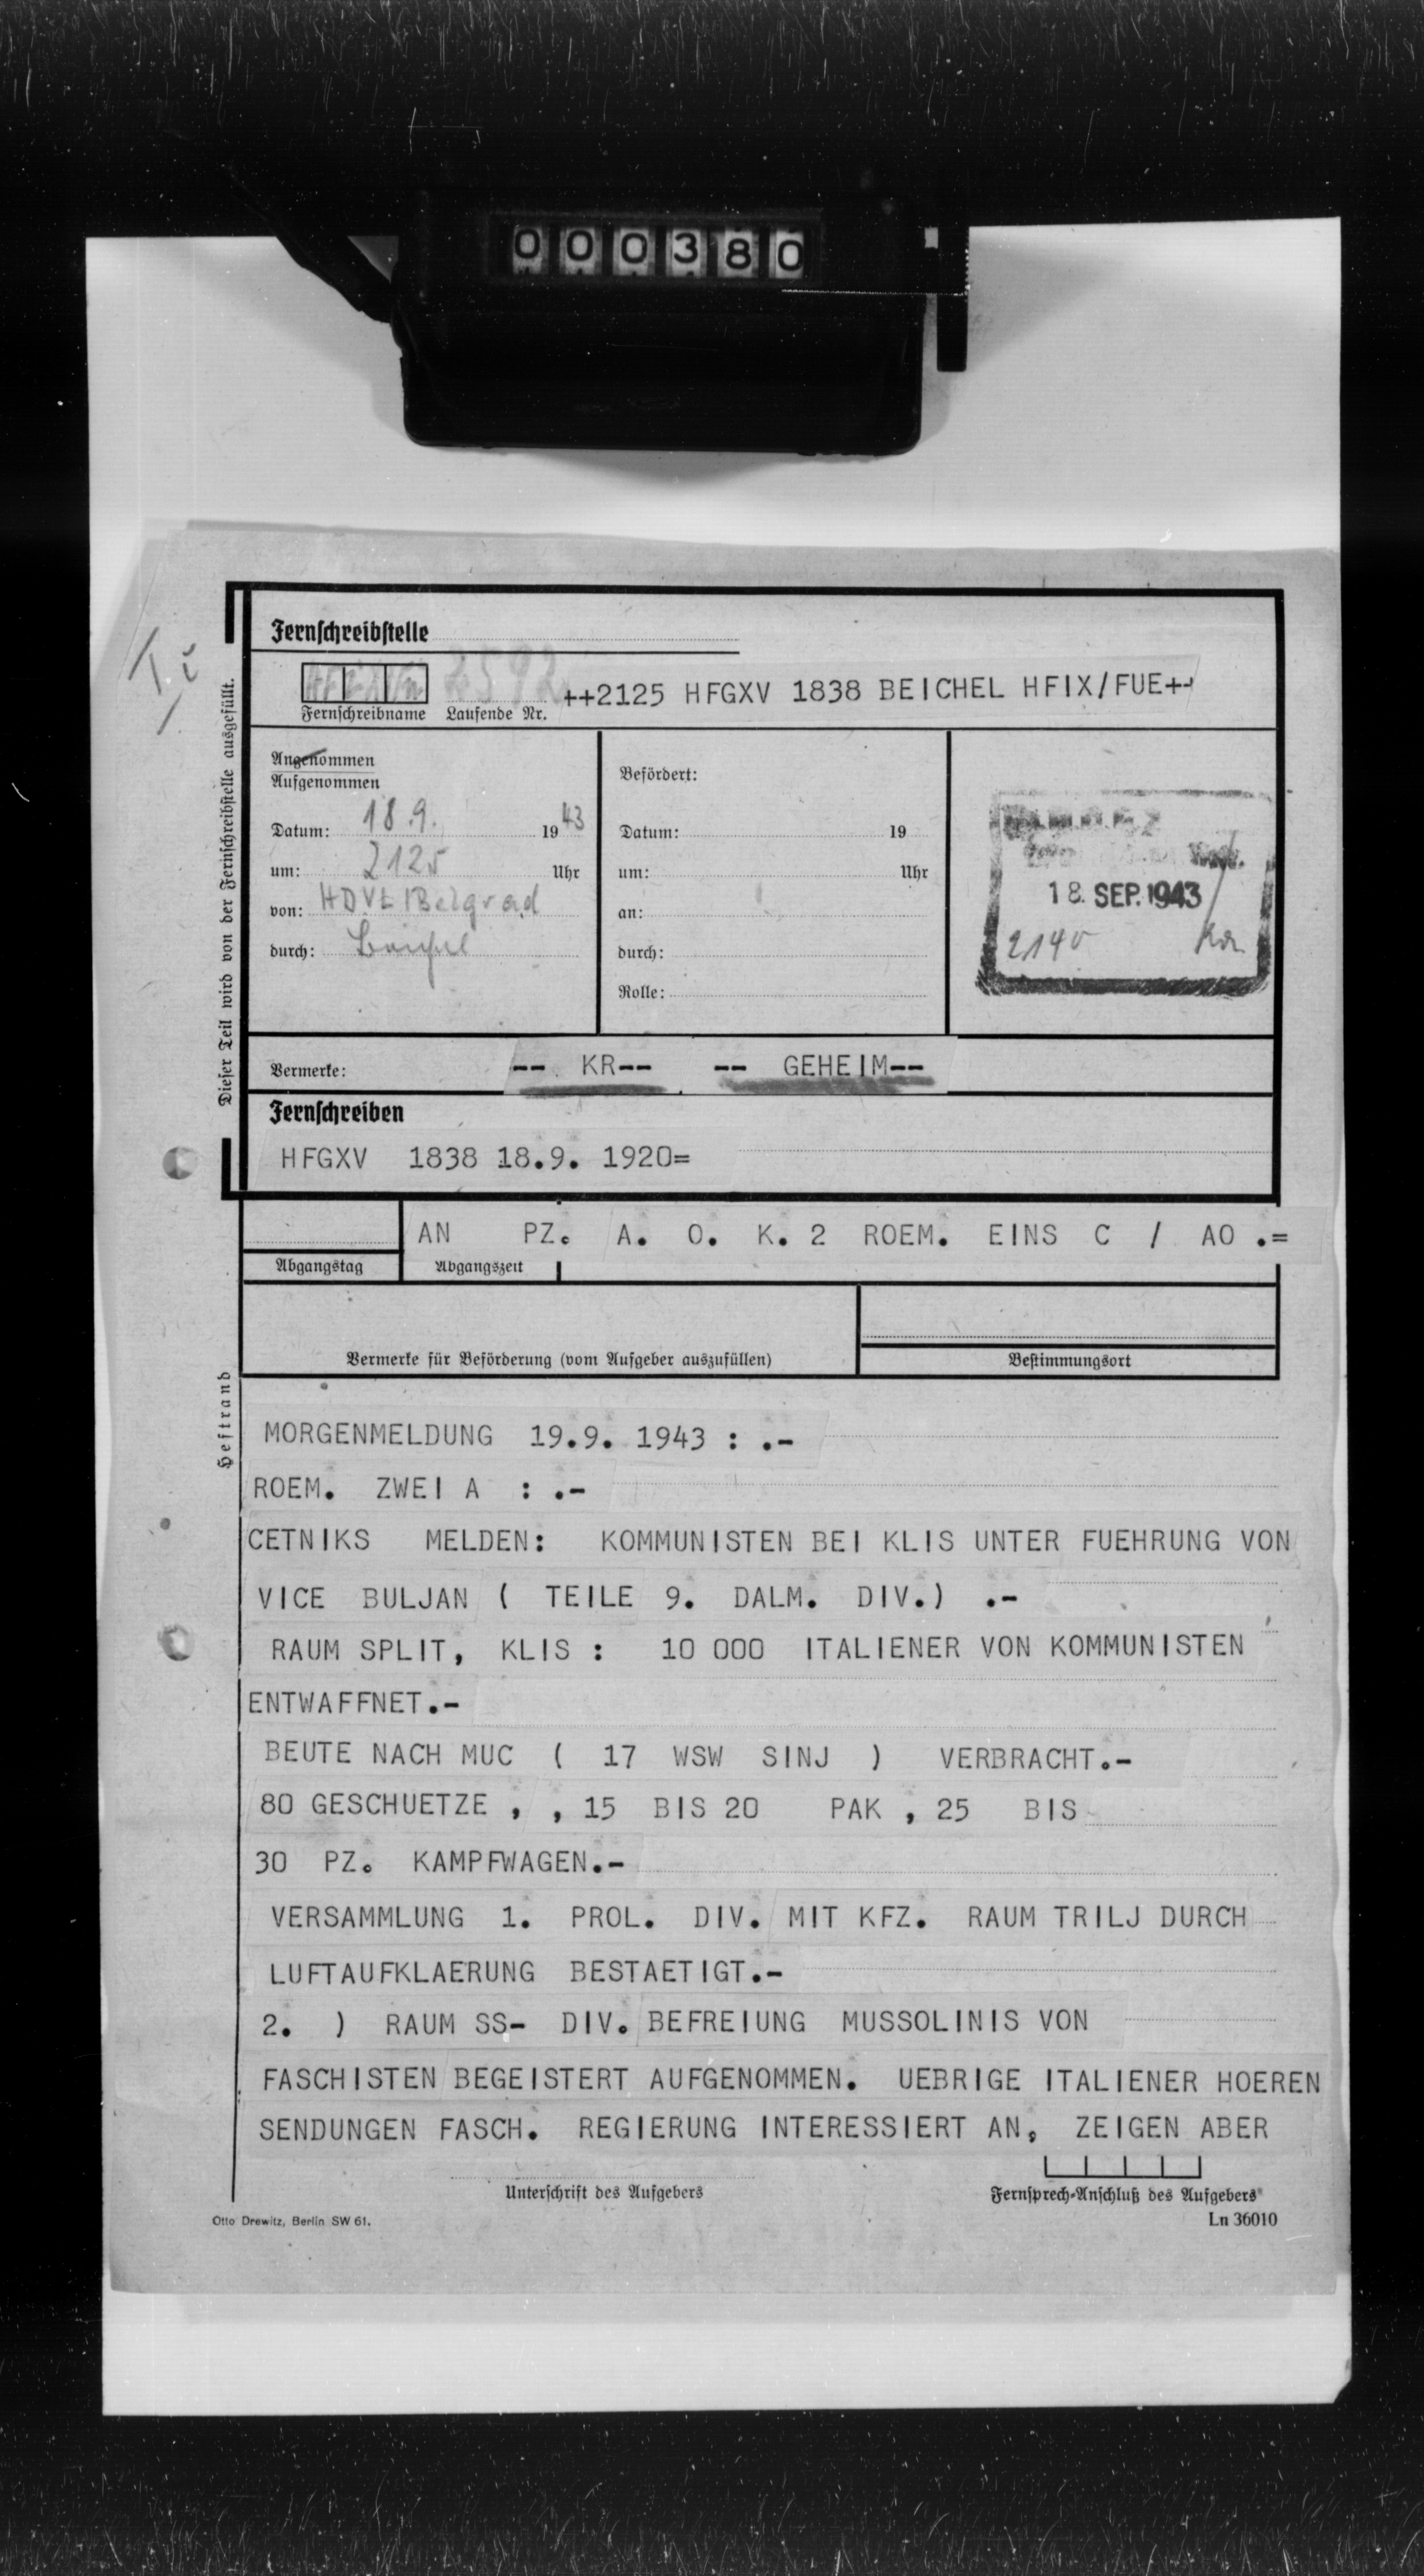 000380
Fernschreibstelle
2592
++2125 HFGXV 1838 BEICHEL HFIX/FUE++
Fernschreibname Laufende Nr.
Dieser Teil wird von der Fernschreibstelle ausgefüllt.
Angenommen
Aufgenommen
Datum: 18.9. 1943
um: 2125 Uhr
von: HDVL/Belgrad
durch:
Befördert:
Datum: 19
um: Uhr
an:
durch:
Rolle:
18. SEP. 1943
2140
Vermerke: -- KR-- -- GEHEIM--
Fernschreiben
HFGXV 1838 18.9. 1920=
AN PZ. A. O. K. 2 ROEM. EINS C / AO .=
Abgangstag Abgangszeit
Vermerke für Beförderung (vom Aufgeber auszufüllen) Bestimmungsort
Heftrand
MORGENMELDUNG 19.9. 1943 : .-
ROEM. ZWEI A : .-
CETNIKS MELDEN: KOMMUNISTEN BEI KLIS UNTER FUEHRUNG VON
VICE BULJAN ( TEILE 9. DALM. DIV.) .-
RAUM SPLIT, KLIS : 10 000 ITALIENER VON KOMMUNISTEN
ENTWAFFNET.-
BEUTE NACH MUC ( 17 WSW SINJ ) VERBRACHT.-
80 GESCHUETZE , , 15 BIS 20 PAK , 25 BIS
30 PZ. KAMPFWAGEN.-
VERSAMMLUNG 1. PROL. DIV. MIT KFZ. RAUM TRILJ DURCH
LUFTAUFKLAERUNG BESTAETIGT.-
2. ) RAUM SS- DIV. BEFREIUNG MUSSOLINIS VON
FASCHISTEN BEGEISTERT AUFGENOMMEN. UEBRIGE ITALIENER HOEREN
SENDUNGEN FASCH. REGIERUNG INTERESSIERT AN, ZEIGEN ABER
Unterschrift des Aufgebers Fernsprech-Anschluß des Aufgebers
Otto Drewitz, Berlin SW 61. Ln 36010